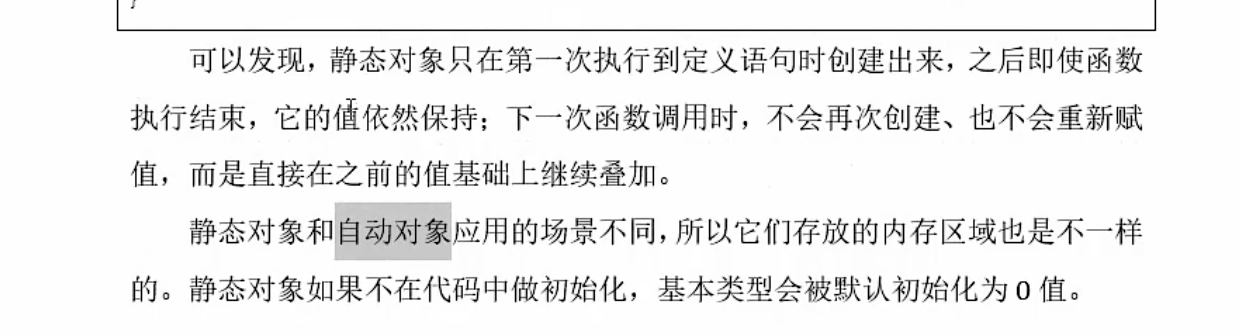 可以发现，静态对象只在第一次执行到定义语句时创建出来，之后即使函数
执行结束，它的值依然保持；下一次函数调用时，不会再次创建、也不会重新赋
值，而是直接在之前的值基础上继续叠加。
静态对象和自动对象应用的场景不同，所以它们存放的内存区域也是不一样
的。静态对象如果不在代码中做初始化，基本类型会被默认初始化为 0 值。